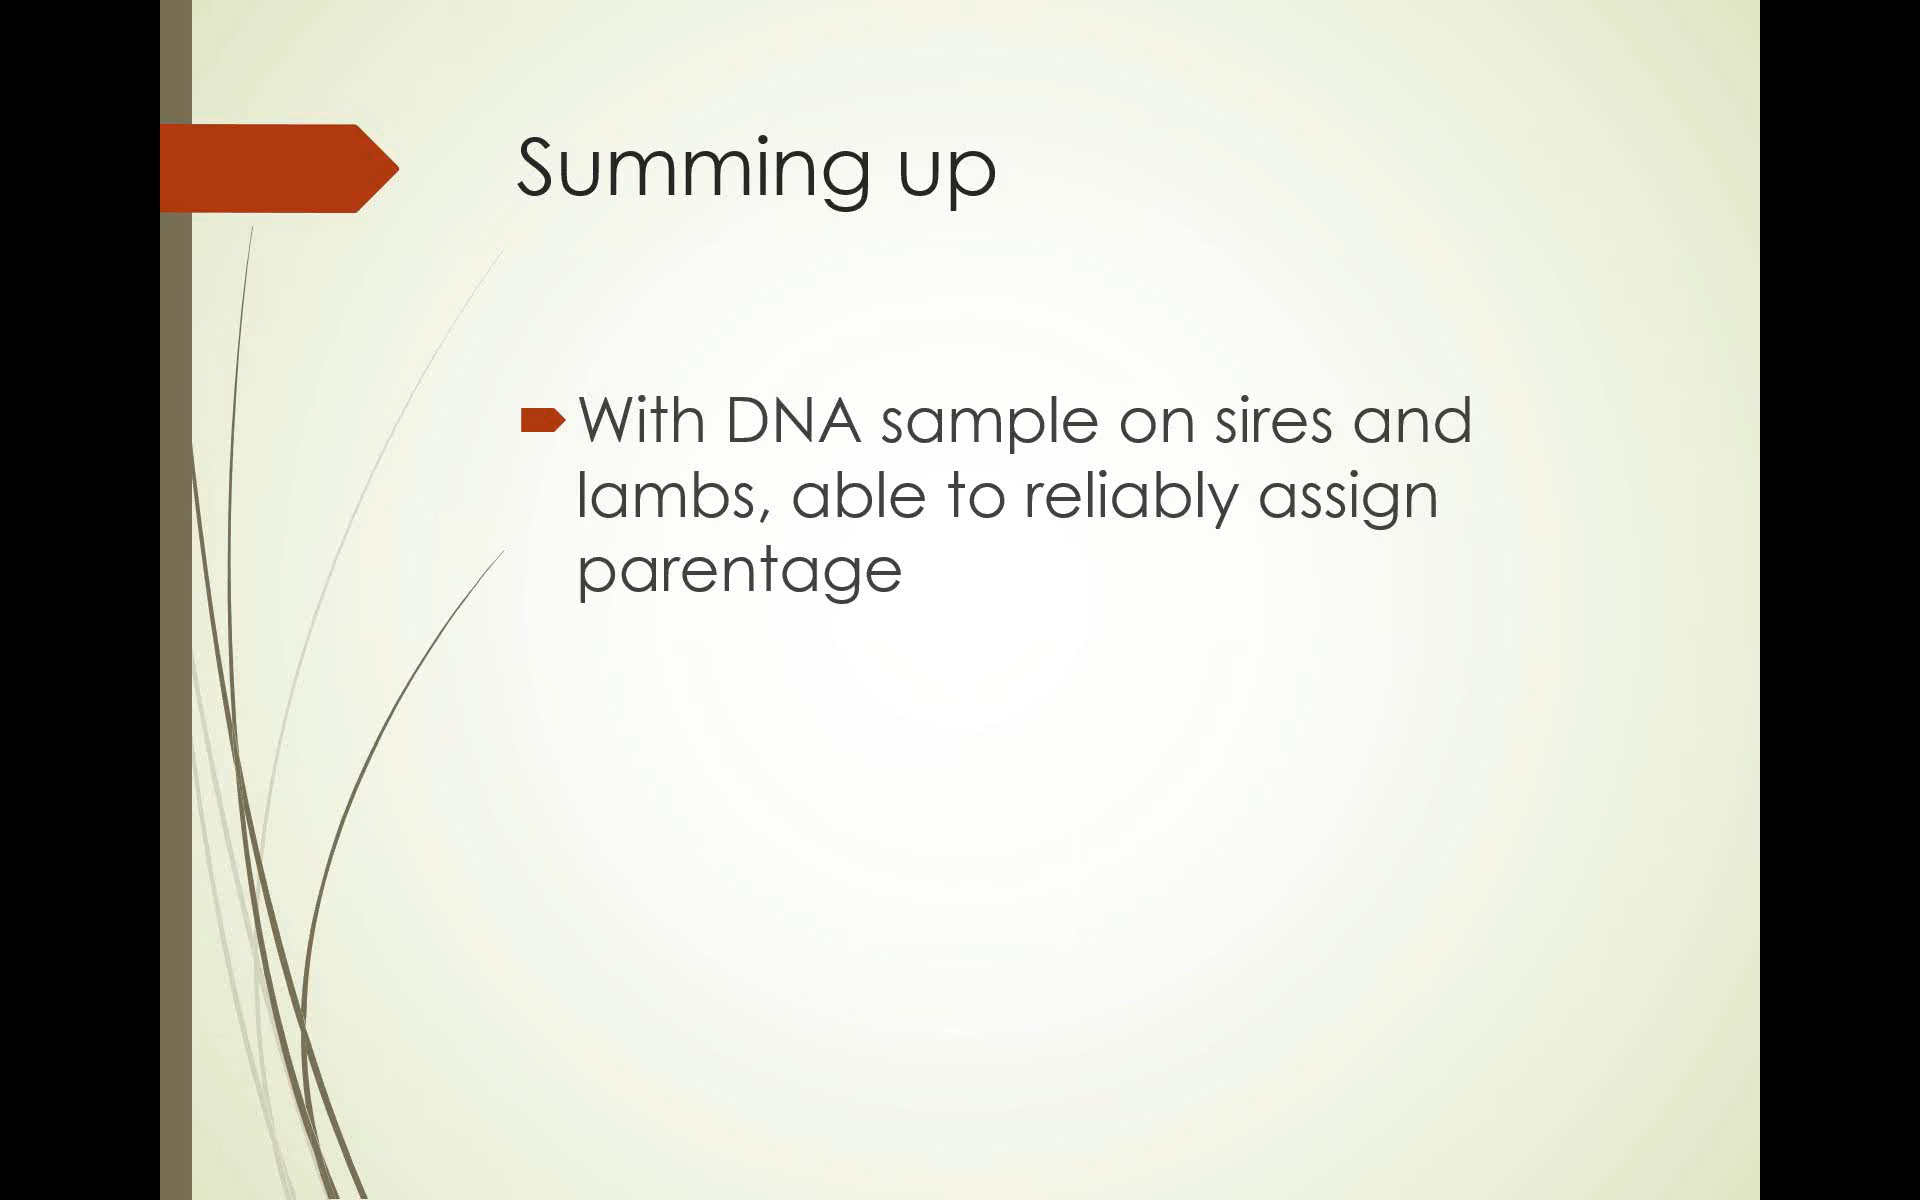 Summing up
With DNA sample on sires and
lambs, able to reliably assign
parentage